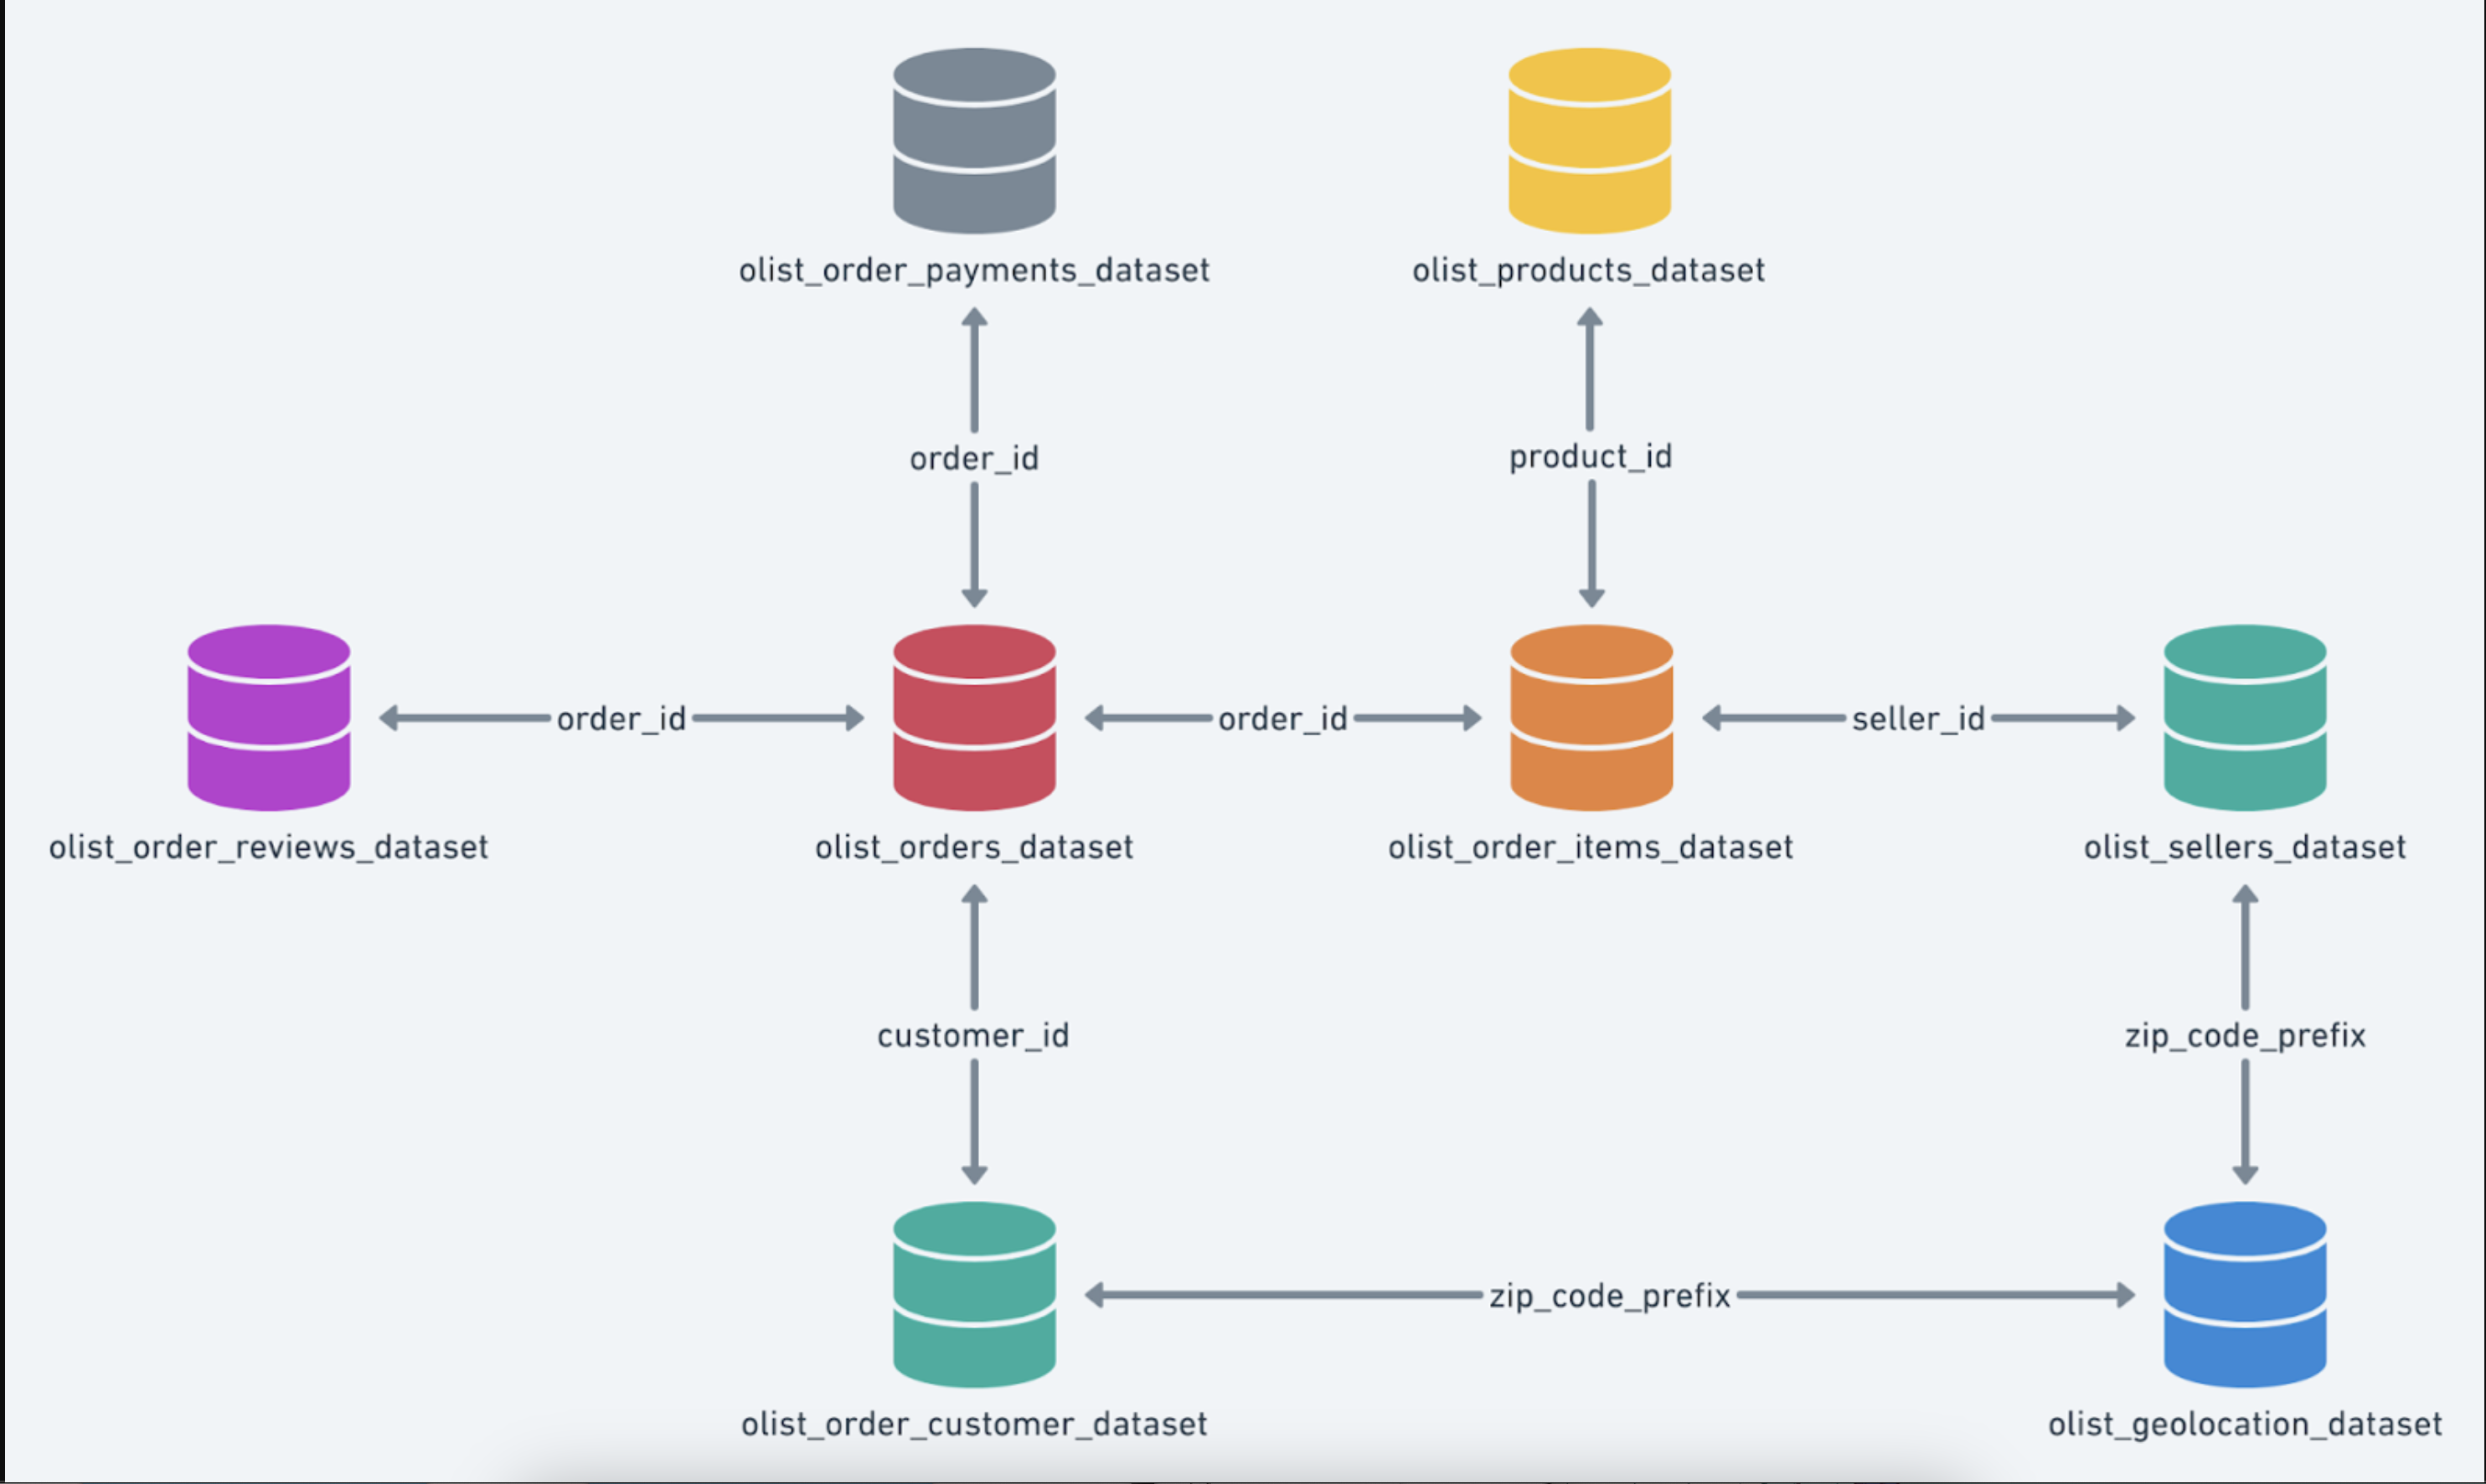 olist_order_payments_dataset
olist_products_dataset
order_id
product_id
order_id
order_id
seller_id
olist_order_reviews_dataset
olist_orders_dataset
olist_order_items_dataset
olist_sellers_dataset
customer_id
zip_code_prefix
zip_code_prefix
olist_order_customer_dataset
olist_geolocation_dataset